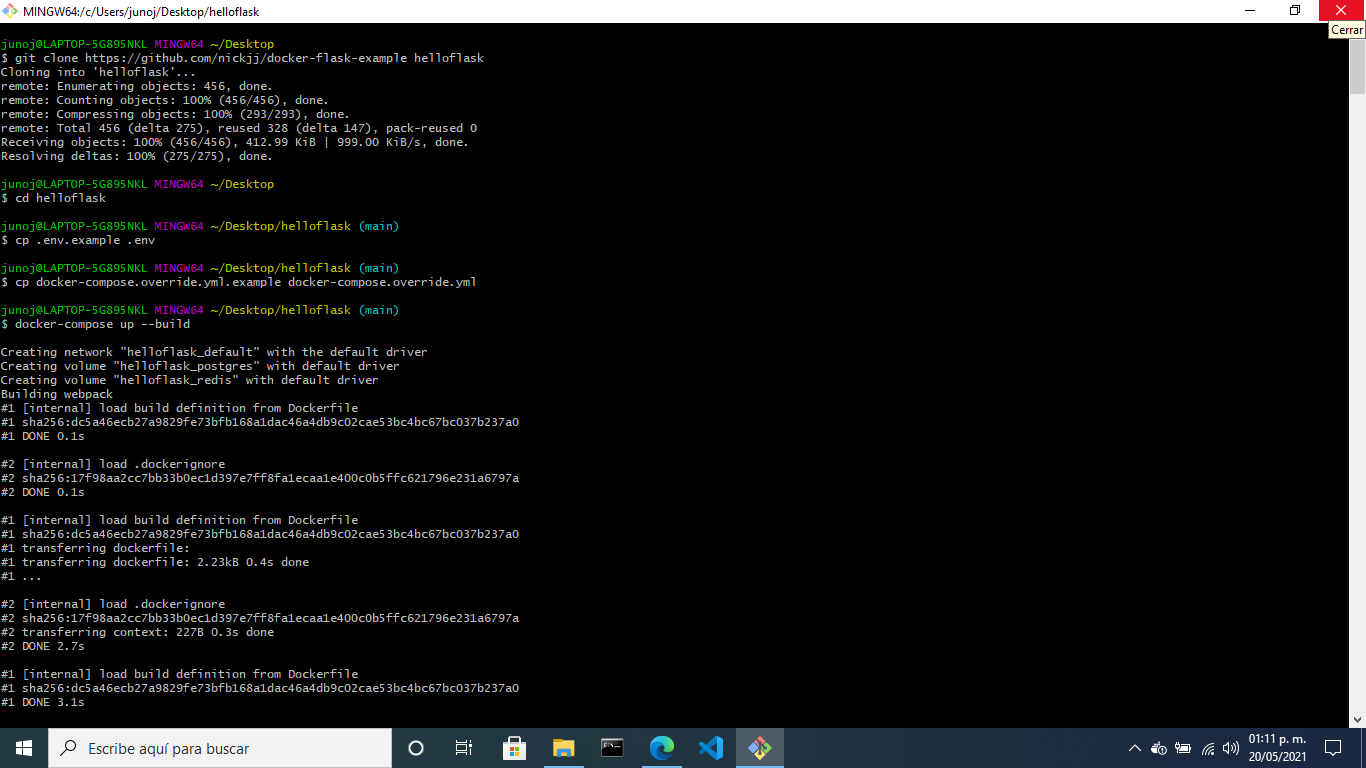 MINGW64:/c/Users/junoj/Desktop/helloflask
Cerrar
junoj@LAPTOP-5G895NKL MINGW64 ~/Desktop
$ git clone https://github.com/nickjj/docker-flask-example helloflask
Cloning into 'helloflask'...
remote: Enumerating objects: 456, done.
remote: Counting objects: 100% (456/456), done.
remote: Compressing objects: 100% (293/293), done.
remote: Total 456 (delta 275), reused 328 (delta 147), pack-reused 0
Receiving objects: 100% (456/456), 412.99 KiB | 999.00 KiB/s, done.
Resolving deltas: 100% (275/275), done.
junoj@LAPTOP-5G895NKL MINGW64 ~/Desktop
$ cd helloflask
junoj@LAPTOP-5G895NKL MINGW64 ~/Desktop/helloflask (main)
$ cp .env.example .env
junoj@LAPTOP-5G895NKL MINGW64 ~/Desktop/helloflask (main)
$ cp docker-compose.override.yml.example docker-compose.override.yml
junoj@LAPTOP-5G895NKL MINGW64 ~/Desktop/helloflask (main)
$ docker-compose up --build
Creating network "helloflask_default" with the default driver
Creating volume "helloflask_postgres" with default driver
Creating volume "helloflask_redis" with default driver
Building webpack
#1 [internal] load build definition from Dockerfile
#1 sha256:dc5a46ecb27a9829fe73bfb168a1dac46a4db9c02cae53bc4bc67bc037b237a0
#1 DONE 0.1s
#2 [internal] load .dockerignore
#2 sha256:17f98aa2cc7bb33b0ec1d397e7ff8fa1ecaa1e400c0b5ffc621796e231a6797a
#2 DONE 0.1s
#1 [internal] load build definition from Dockerfile
#1 sha256:dc5a46ecb27a9829fe73bfb168a1dac46a4db9c02cae53bc4bc67bc037b237a0
#1 transferring dockerfile:
#1 transferring dockerfile: 2.23kB 0.4s done
#1 ...
#2 [internal] load .dockerignore
#2 sha256:17f98aa2cc7bb33b0ec1d397e7ff8fa1ecaa1e400c0b5ffc621796e231a6797a
#2 transferring context: 227B 0.3s done
#2 DONE 2.7s
#1 [internal] load build definition from Dockerfile
#1 sha256:dc5a46ecb27a9829fe73bfb168a1dac46a4db9c02cae53bc4bc67bc037b237a0
#1 DONE 3.1s
Escribe aquí para buscar
01:11 p. m.
20/05/2021